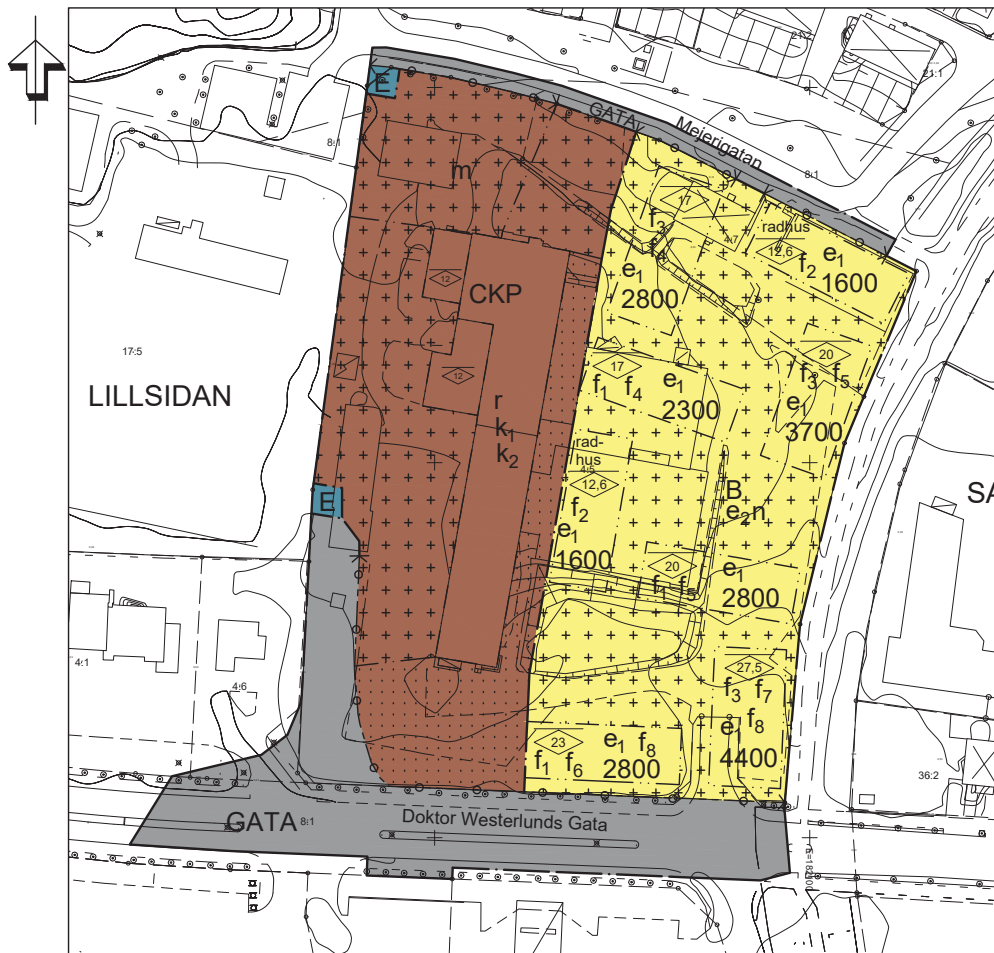 21:2
21:1
E
GATA
Mejerigatan
8:1
8:1
m
17
f3
4:7
f4
radhus
12,6
f2 e1
1600
e1
2800
12
CKP
17:5
LILLSIDAN
12
17
f1 f4
e1
2300
20
f3 f5
e1
3700
r
k1
k2
rad-
hus
4:5
12,6
f2
e1
1600
B
e2 n
SA
E
20
f1 f5
e1
2800
4:1
4:6
27,5
f3 f7
f8
e1
4400
23
f1 f6
e1 f8
2800
36:2
GATA 8:1
Doktor Westerlunds Gata